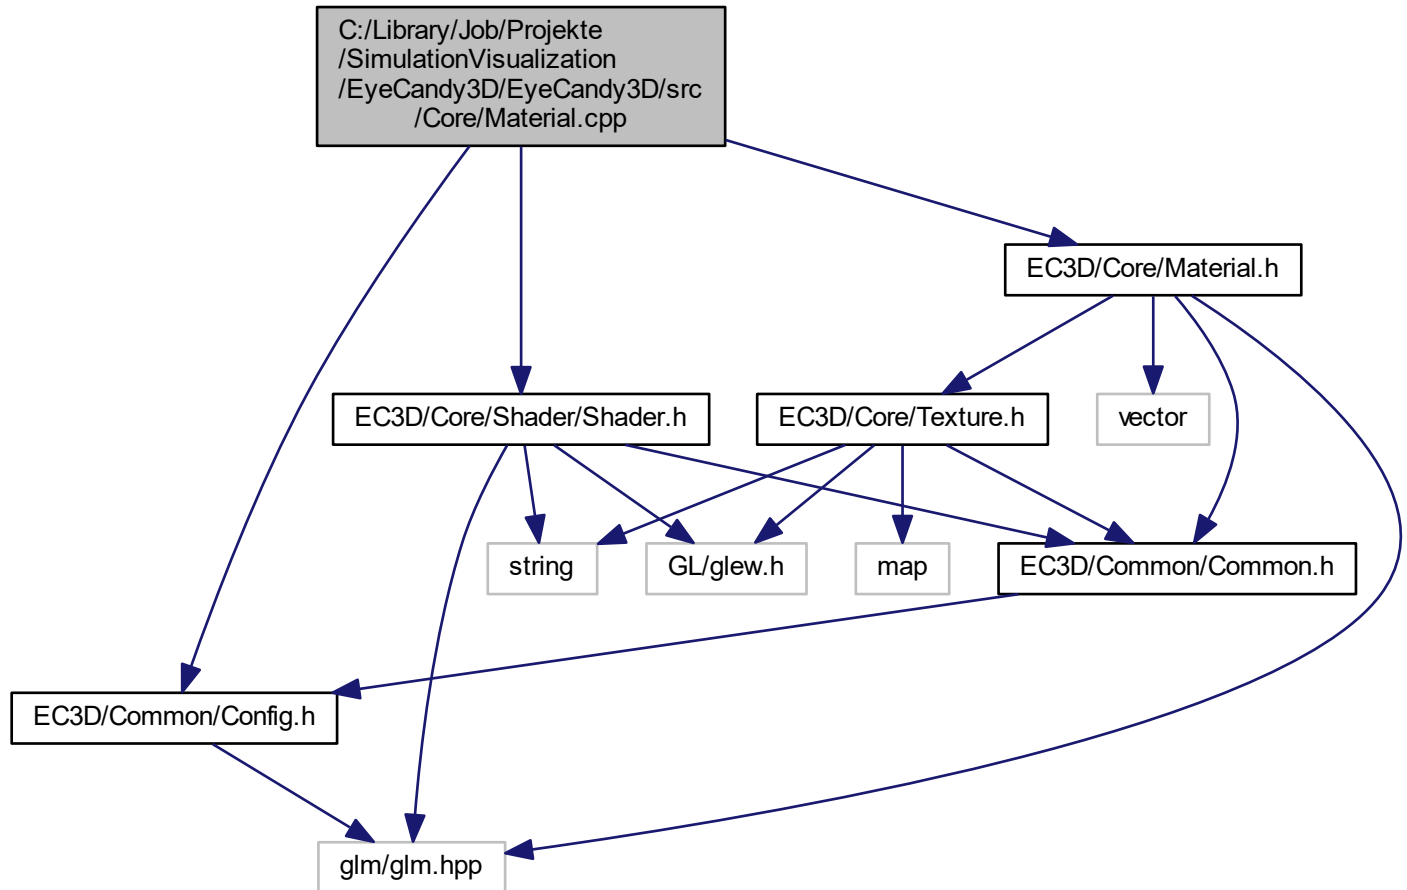 C:/Library/Job/Projekte
/SimulationVisualization
/EyeCandy3D/EyeCandy3D/src
/Core/Material.cpp
EC3D/Core/Material.h
EC3D/Core/Shader/Shader.h
EC3D/Core/Texture.h
vector
string
GL/glew.h
map
EC3D/Common/Common.h
EC3D/Common/Config.h
glm/glm.hpp